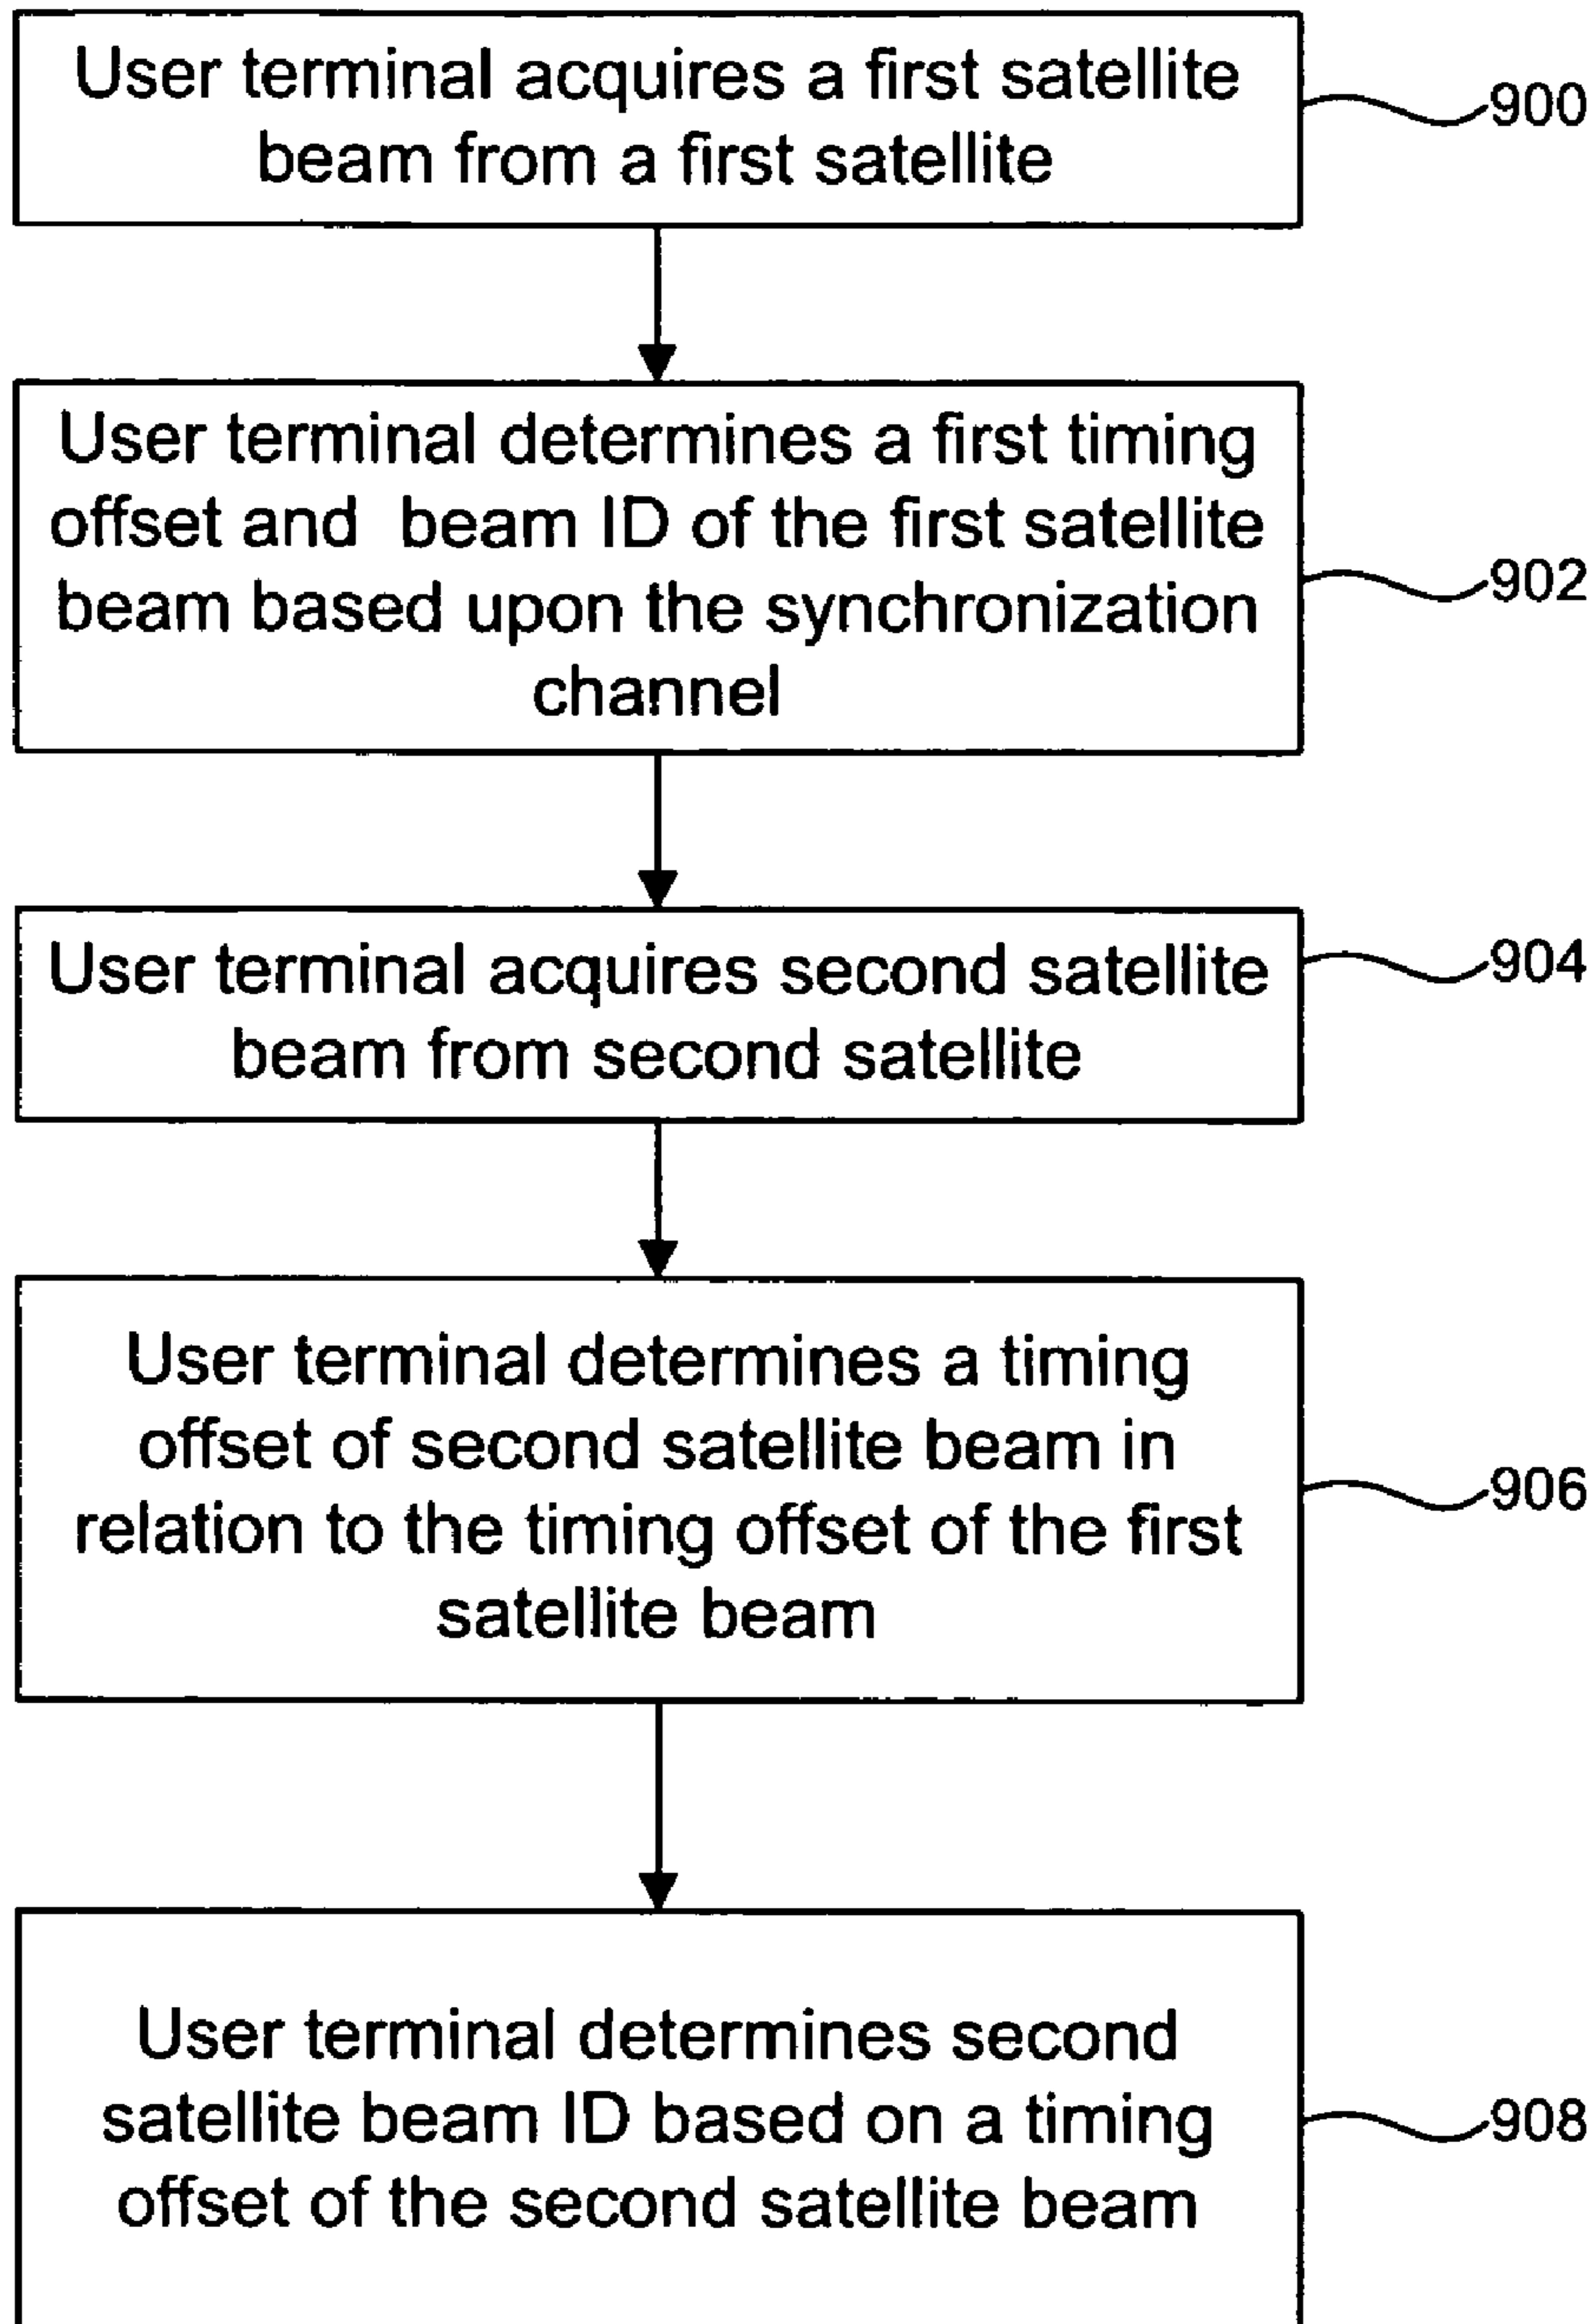 User terminal acquires a first satellite
beam from a first satellite
900
User terminal determines a first timing
offset and beam ID of the first satellite
beam based upon the synchronization
channel
902
User terminal acquires second satellite
beam from second satellite
904
User terminal determines a timing
offset of second satellite beam in
relation to the timing offset of the first
satellite beam
906
User terminal determines second
satellite beam ID based on a timing
offset of the second satellite beam
908